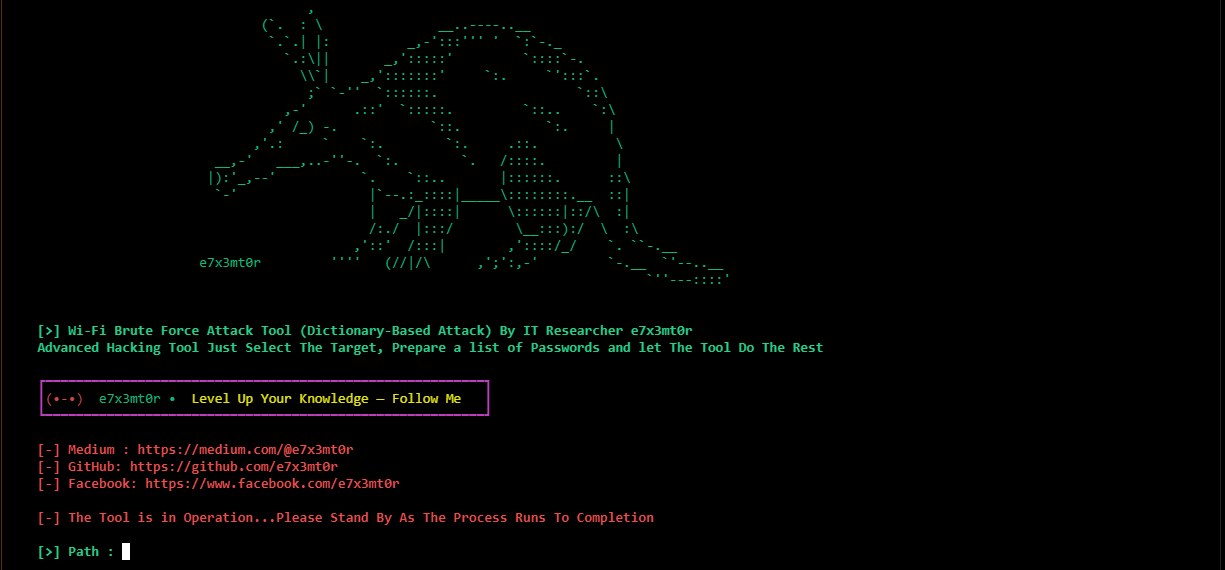 e7x3mt0r
[>] Wi-Fi Brute Force Attack Tool (Dictionary-Based Attack) By IT Researcher e7x3mt0r
Advanced Hacking Tool Just Select The Target, Prepare a list of Passwords and let The Tool Do The Rest
(•-•) e7x3mt0r • Level Up Your Knowledge — Follow Me
[-] Medium : https://medium.com/@e7x3mt0r
[-] GitHub: https://github.com/e7x3mt0r
[-] Facebook: https://www.facebook.com/e7x3mt0r
[-] The Tool is in Operation...Please Stand By As The Process Runs To Completion
[>] Path :